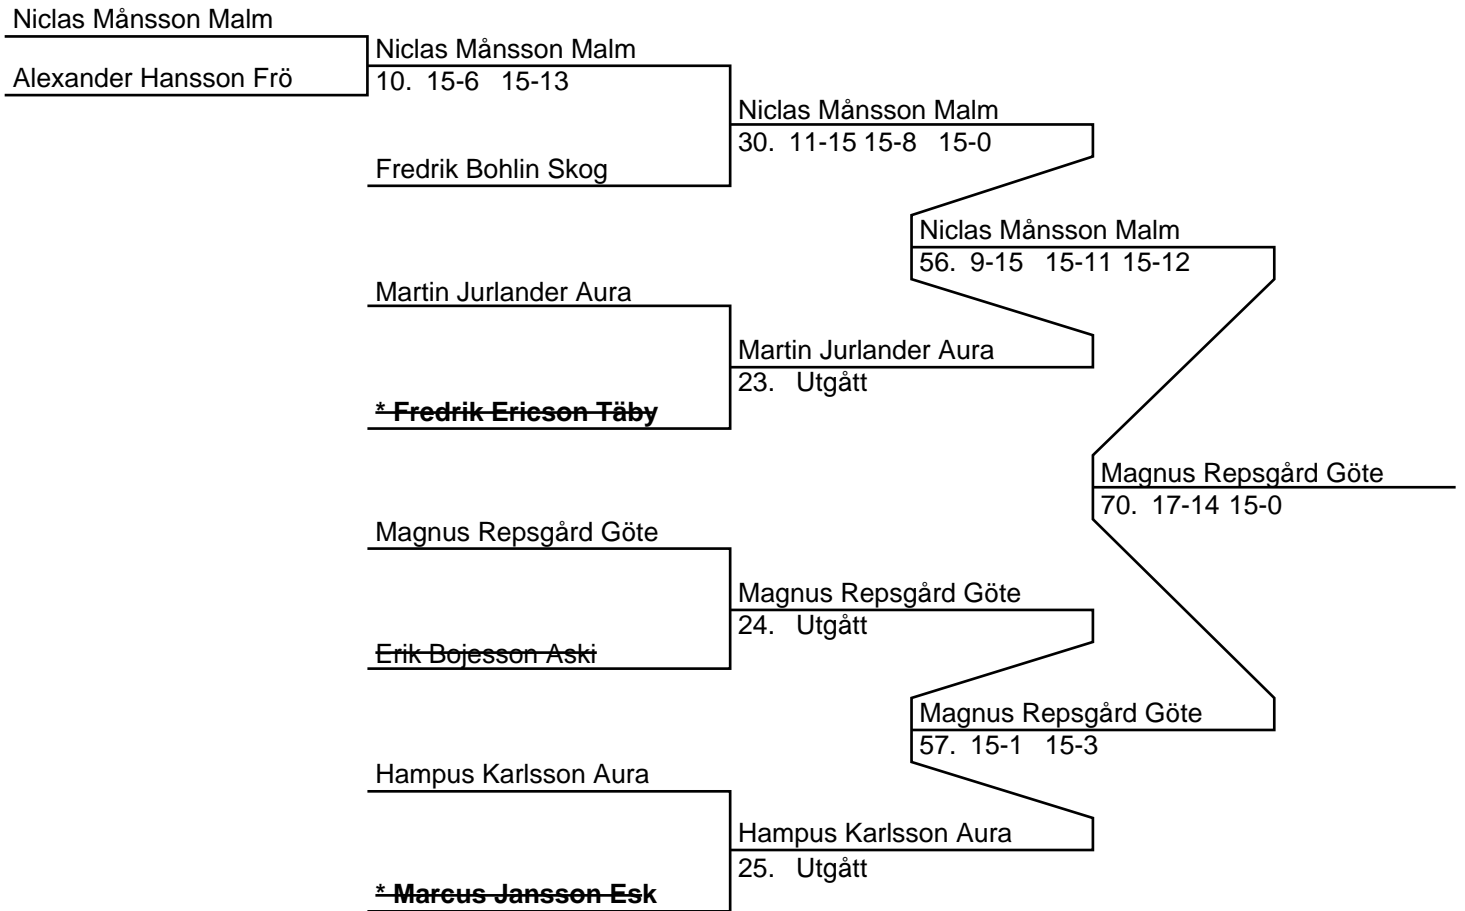 Niclas Månsson Malm
Alexander Hansson Frö
Niclas Månsson Malm
10. 15-6 15-13
Fredrik Bohlin Skog
Niclas Månsson Malm
30. 11-15 15-8 15-0
Martin Jurlander Aura
* Fredrik Ericson Täby
Martin Jurlander Aura
23. Utgått
Niclas Månsson Malm
56. 9-15 15-11 15-12
Magnus Repsgård Göte
Erik Bojesson Aski
Magnus Repsgård Göte
24. Utgått
Hampus Karlsson Aura
* Marcus Jansson Esk
Hampus Karlsson Aura
25. Utgått
Magnus Repsgård Göte
57. 15-1 15-3
Magnus Repsgård Göte
70. 17-14 15-0